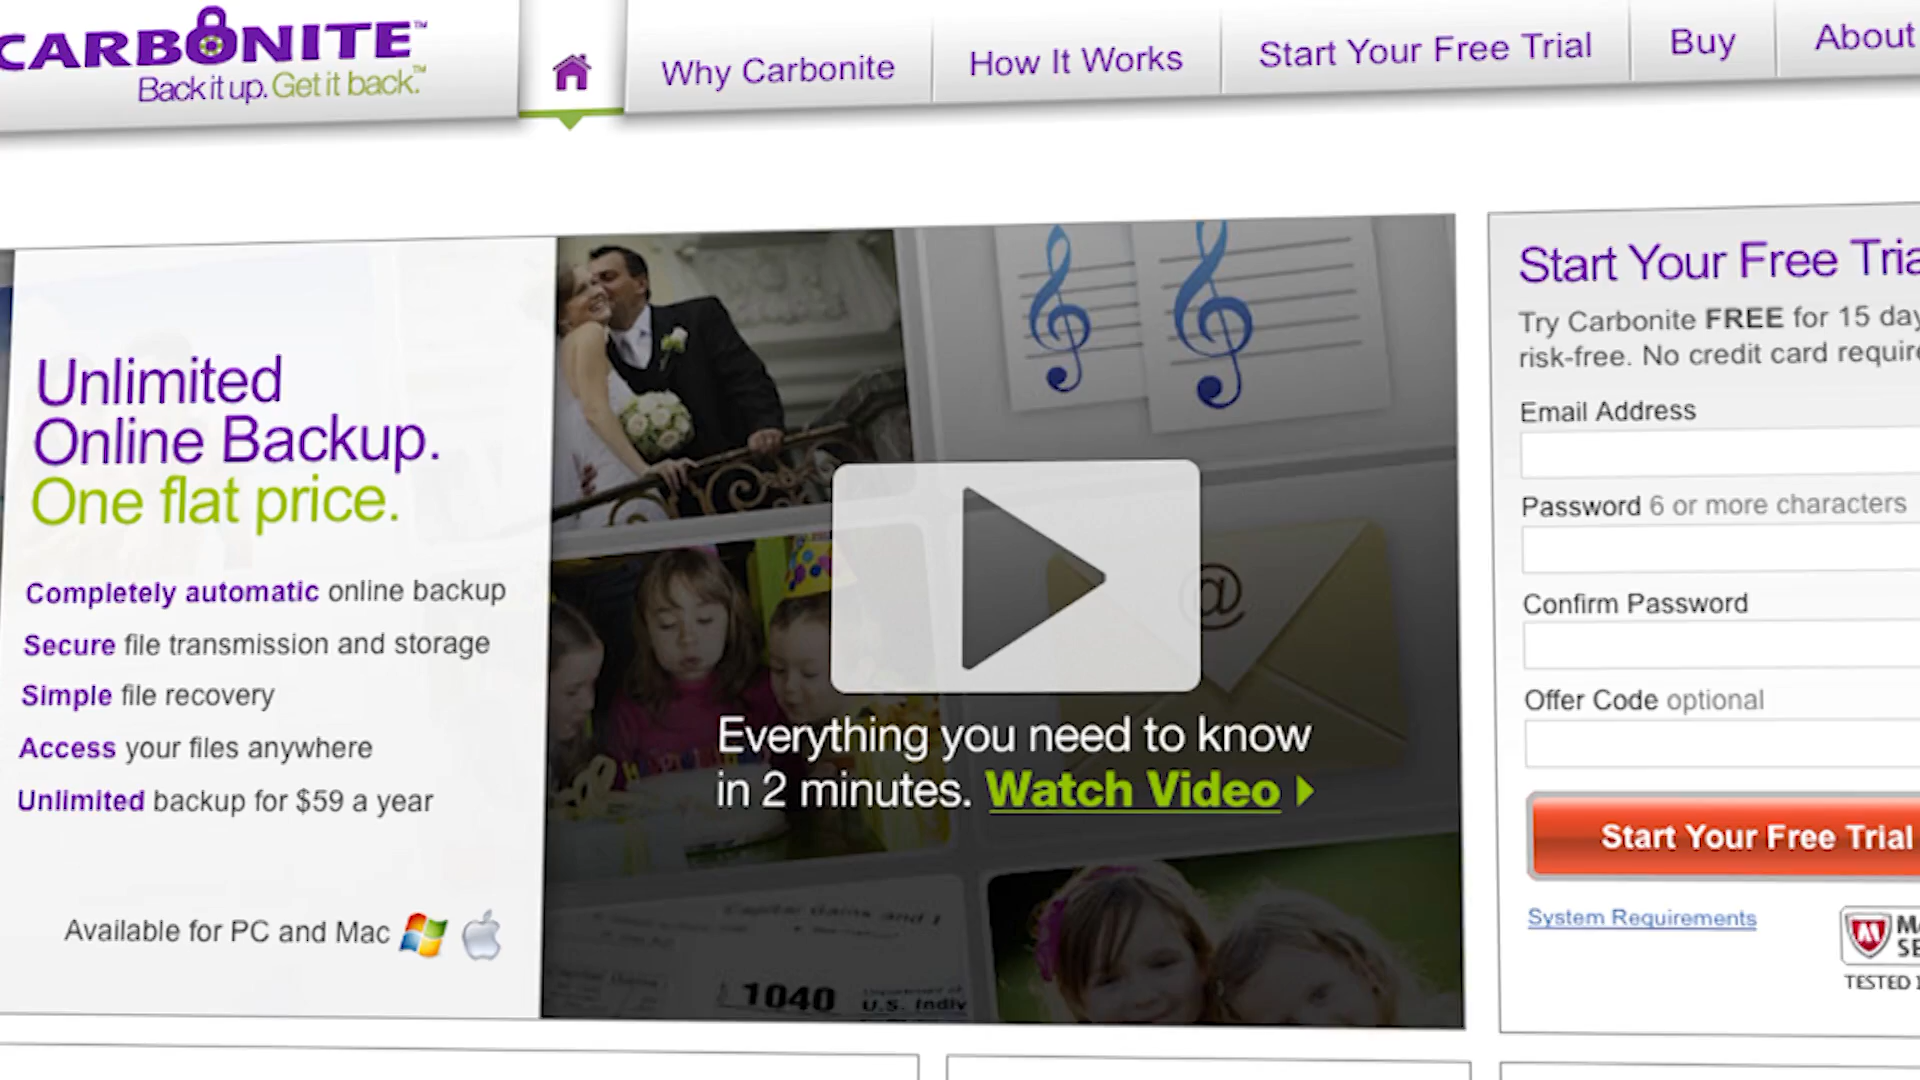 CARBONITE™
Back it up. Get it back.™
Why Carbonite
How It Works
Start Your Free Trial
Buy
About
Unlimited
Online Backup.
One flat price.
Completely automatic online backup
Secure file transmission and storage
Simple file recovery
Access your files anywhere
Unlimited backup for $59 a year
Available for PC and Mac
@
Everything you need to know
in 2 minutes. Watch Video
1040
U.S. Indiv
Start Your Free Tria
Try Carbonite FREE for 15 day
risk-free. No credit card require
Email Address
Password 6 or more characters
Confirm Password
Offer Code optional
Start Your Free Trial
System Requirements
SE
TESTED